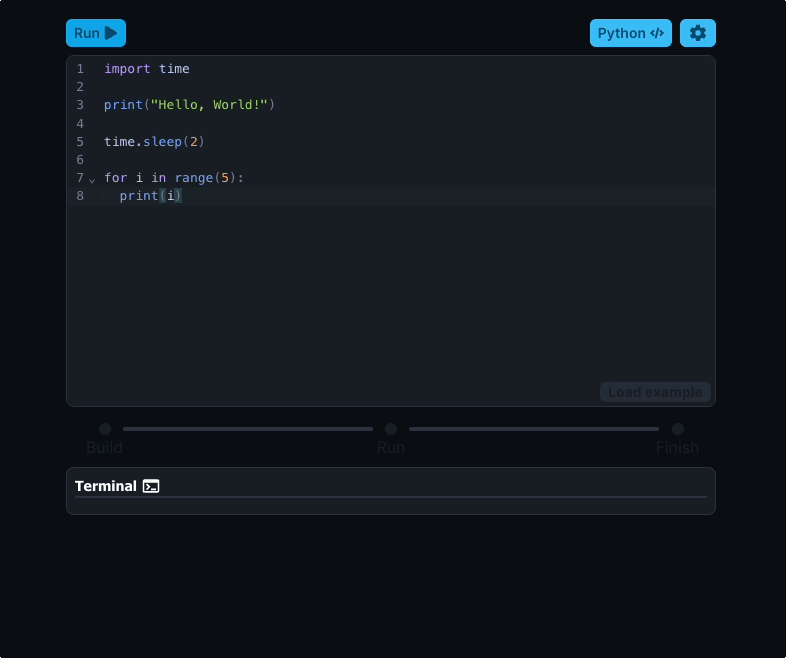 Run
Python </>
1 import time
2
3 print("Hello, World!")
4
5 time.sleep(2)
6
7 for i in range(5):
8   print(i)
Load example
Build Run Finish
Terminal